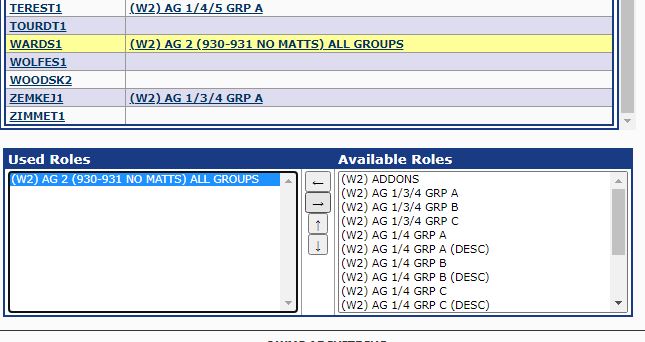 TEREST1 (W2) AG 1/4/5 GRP A
TOURDT1
WARDS1 (W2) AG 2 (930-931 NO MATTS) ALL GROUPS
WOLFES1
WOODSK2
ZEMKEJ1 (W2) AG 1/3/4 GRP A
ZIMMET1
Used Roles
(W2) AG 2 (930-931 NO MATTS) ALL GROUPS
←
→
↑
↓
Available Roles
(W2) ADDONS
(W2) AG 1/3/4 GRP A
(W2) AG 1/3/4 GRP B
(W2) AG 1/3/4 GRP C
(W2) AG 1/4 GRP A
(W2) AG 1/4 GRP A (DESC)
(W2) AG 1/4 GRP B
(W2) AG 1/4 GRP B (DESC)
(W2) AG 1/4 GRP C
(W2) AG 1/4 GRP C (DESC)